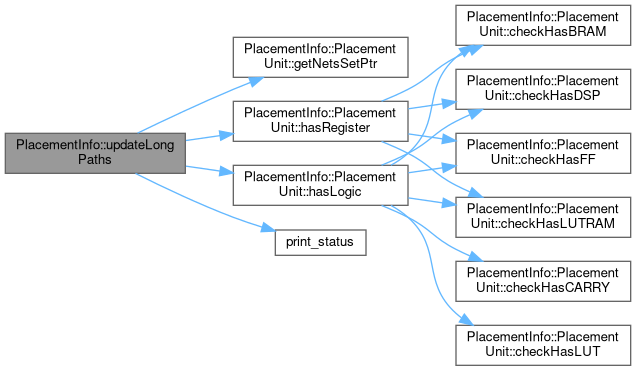 PlacementInfo::updateLong
Paths
PlacementInfo::Placement
Unit::getNetsSetPtr
PlacementInfo::Placement
Unit::hasRegister
PlacementInfo::Placement
Unit::hasLogic
print_status
PlacementInfo::Placement
Unit::checkHasBRAM
PlacementInfo::Placement
Unit::checkHasDSP
PlacementInfo::Placement
Unit::checkHasFF
PlacementInfo::Placement
Unit::checkHasLUTRAM
PlacementInfo::Placement
Unit::checkHasCARRY
PlacementInfo::Placement
Unit::checkHasLUT